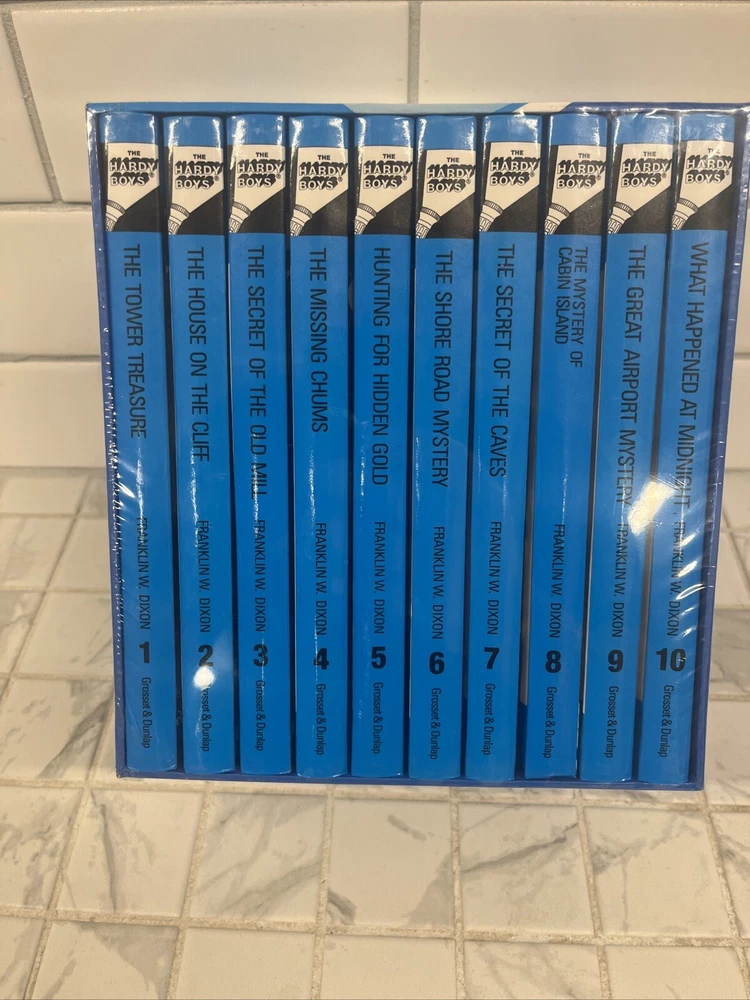 THE
HARDY
BOYS®
THE TOWER TREASURE
FRANKLIN W. DIXON
1
Grosset & Dunlap
THE
HARDY
BOYS®
THE HOUSE ON THE CLIFF
FRANKLIN W. DIXON
2
Grosset & Dunlap
THE
HARDY
BOYS®
THE SECRET OF THE OLD MILL
FRANKLIN W. DIXON
3
Grosset & Dunlap
THE
HARDY
BOYS®
THE MISSING CHUMS
FRANKLIN W. DIXON
4
Grosset & Dunlap
THE
HARDY
BOYS®
HUNTING FOR HIDDEN GOLD
FRANKLIN W. DIXON
5
Grosset & Dunlap
THE
HARDY
BOYS®
THE SHORE ROAD MYSTERY
FRANKLIN W. DIXON
6
Grosset & Dunlap
THE
HARDY
BOYS®
THE SECRET OF THE CAVES
FRANKLIN W. DIXON
7
Grosset & Dunlap
THE
HARDY
BOYS®
THE MYSTERY OF
CABIN ISLAND
FRANKLIN W. DIXON
8
Grosset & Dunlap
THE
HARDY
BOYS®
THE GREAT AIRPORT MYSTERY
FRANKLIN W. DIXON
9
Grosset & Dunlap
THE
HARDY
BOYS®
WHAT HAPPENED AT MIDNIGHT
FRANKLIN W. DIXON
10
Grosset & Dunlap